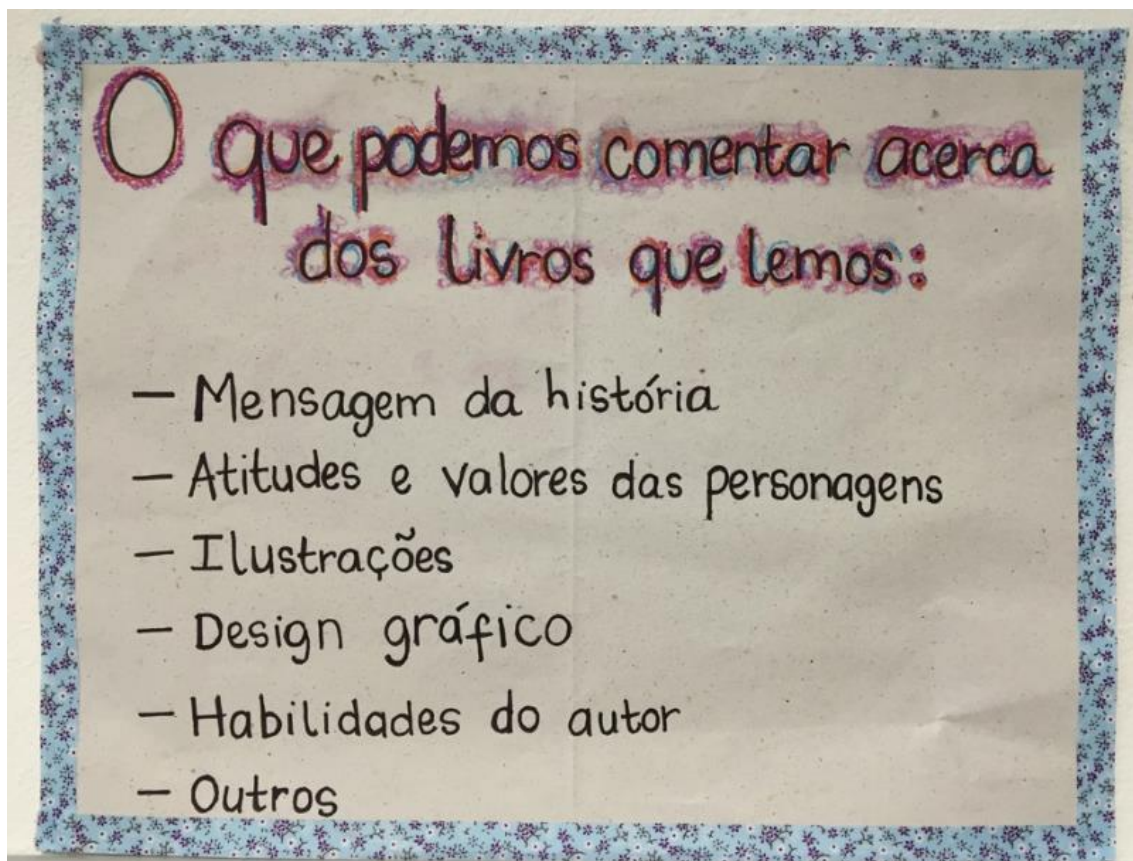 O que podemos comentar acerca
dos livros que lemos:
— Mensagem da história
— Atitudes e valores das personagens
— Ilustrações
— Design gráfico
— Habilidades do autor
— Outros